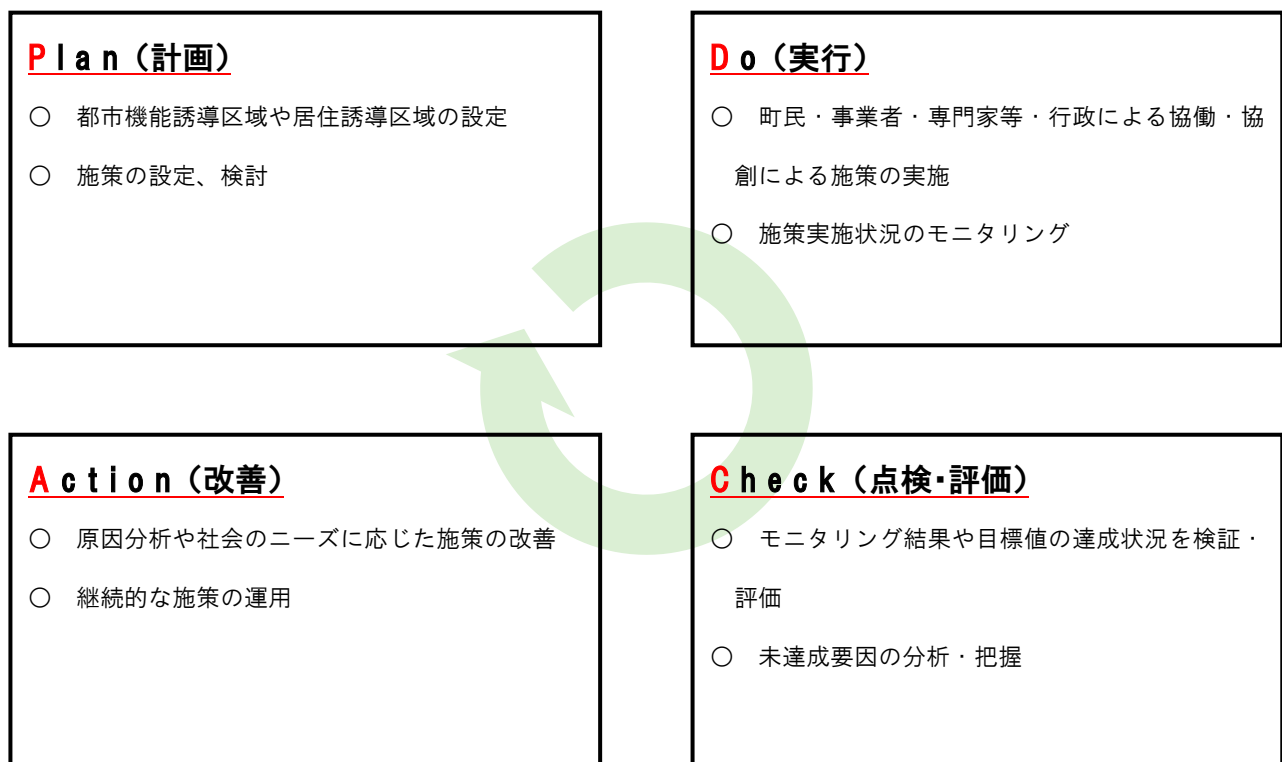 Plan（計画）
○　都市機能誘導区域や居住誘導区域の設定
○　施策の設定、検討
Do（実行）
○　町民・事業者・専門家等・行政による協働・協
創による施策の実施
○　施策実施状況のモニタリング
Action（改善）
○　原因分析や社会のニーズに応じた施策の改善
○　継続的な施策の運用
Check（点検・評価）
○　モニタリング結果や目標値の達成状況を検証・
評価
○　未達成要因の分析・把握